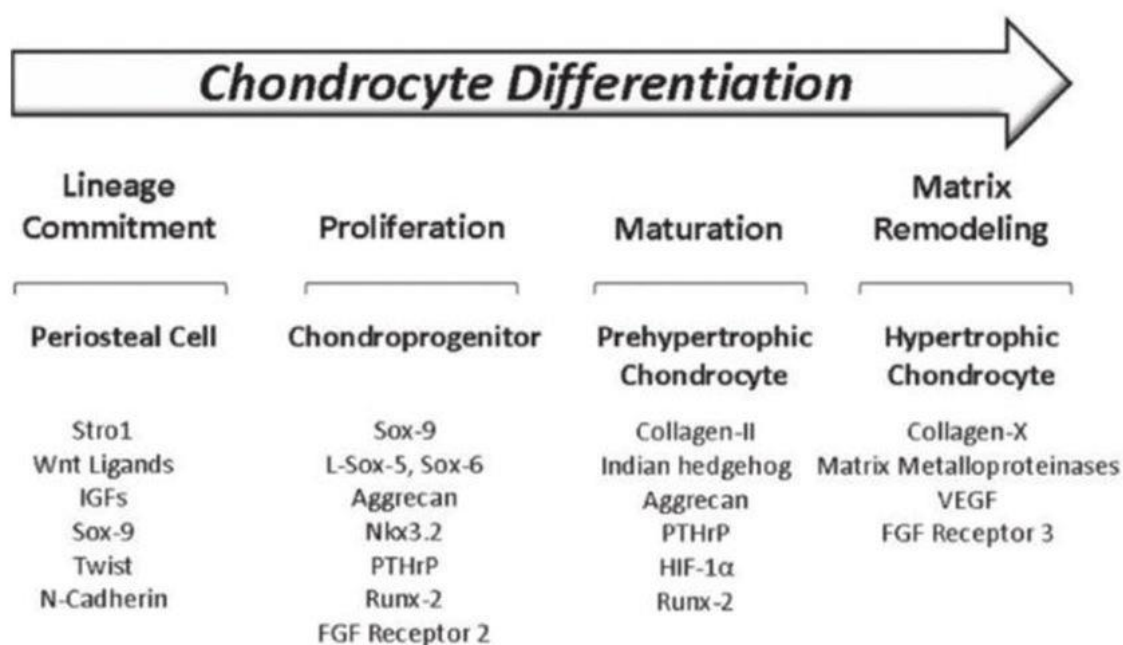 Chondrocyte Differentiation
Lineage
Commitment
Proliferation
Maturation
Matrix
Remodeling
Periosteal Cell
Chondroprogenitor
Prehypertrophic
Chondrocyte
Hypertrophic
Chondrocyte
Stro1
Wnt Ligands
IGFs
Sox-9
Twist
N-Cadherin
Sox-9
L-Sox-5, Sox-6
Aggrecan
Nkx3.2
PTHrP
Runx-2
FGF Receptor 2
Collagen-II
Indian hedgehog
Aggrecan
PTHrP
HIF-1α
Runx-2
Collagen-X
Matrix Metalloproteinases
VEGF
FGF Receptor 3